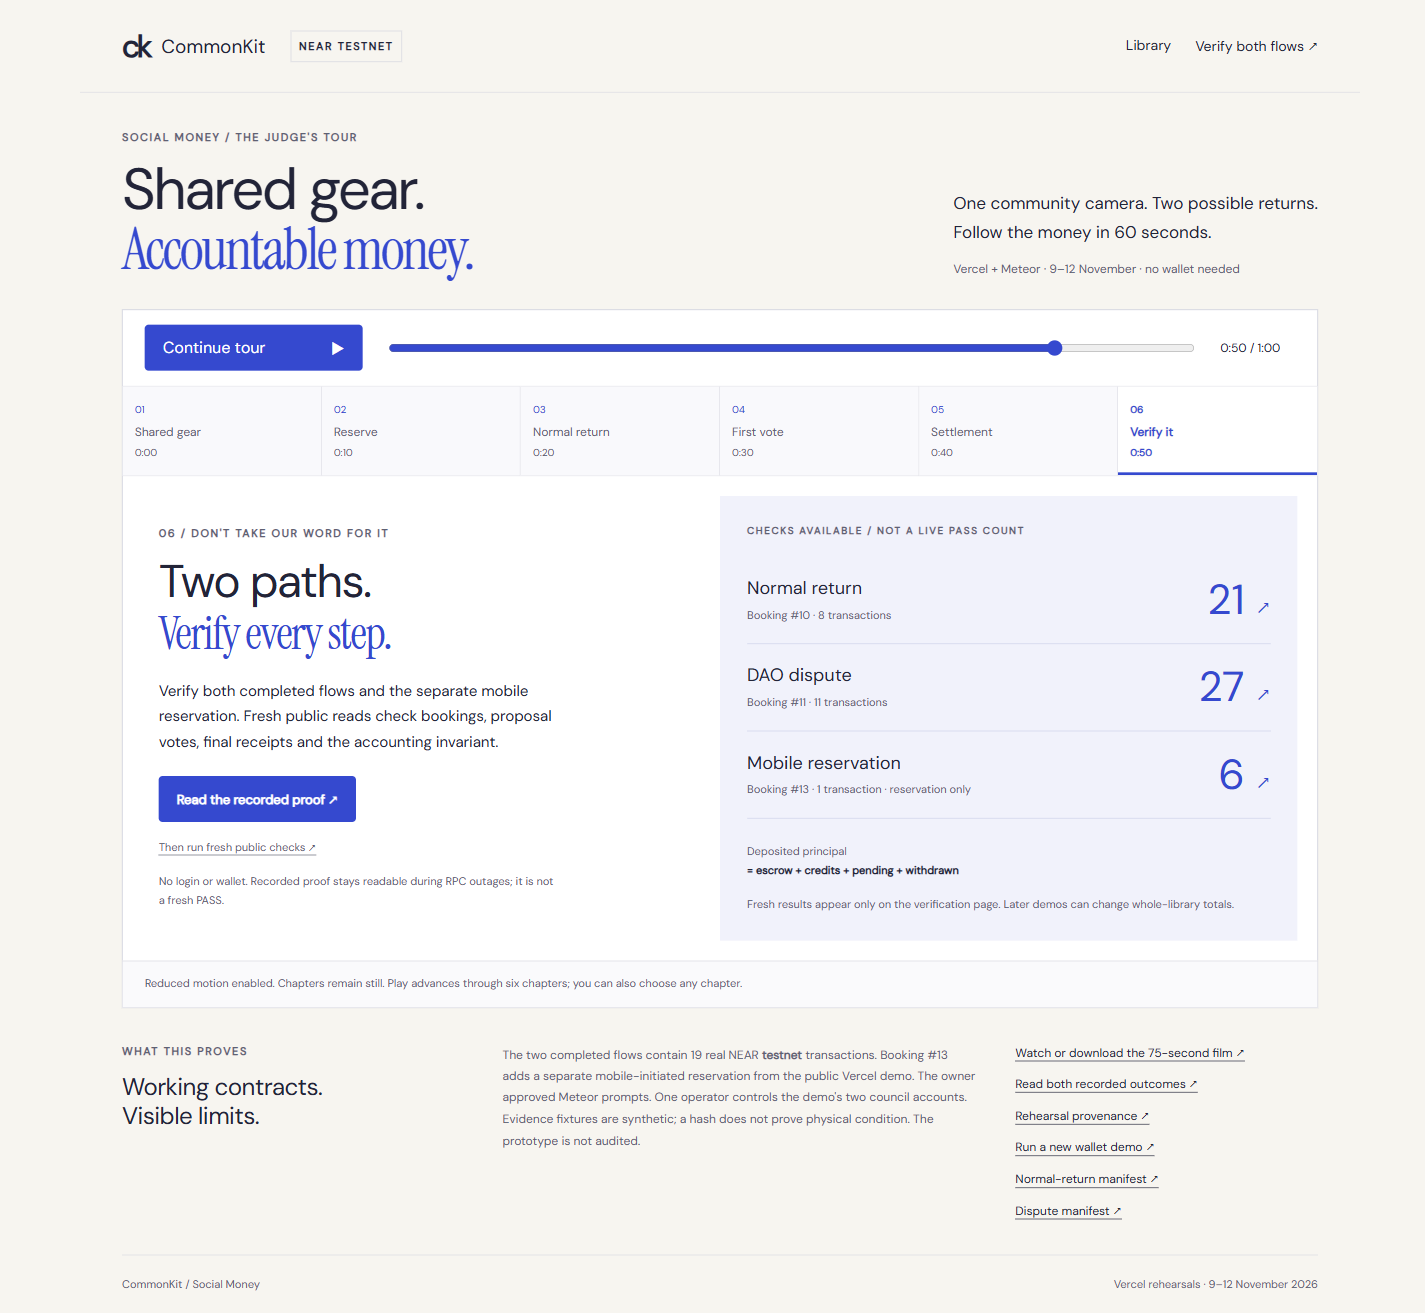 ck CommonKit
NEAR TESTNET
Library
Verify both flows ↗
SOCIAL MONEY / THE JUDGE'S TOUR
Shared gear.
Accountable money.
One community camera. Two possible returns.
Follow the money in 60 seconds.
Vercel + Meteor · 9–12 November · no wallet needed
Continue tour ▶
0:50 / 1:00
01
Shared gear
0:00
02
Reserve
0:10
03
Normal return
0:20
04
First vote
0:30
05
Settlement
0:40
06
Verify it
0:50
06 / DON'T TAKE OUR WORD FOR IT
Two paths.
Verify every step.
Verify both completed flows and the separate mobile
reservation. Fresh public reads check bookings, proposal
votes, final receipts and the accounting invariant.
Read the recorded proof ↗
Then run fresh public checks ↗
No login or wallet. Recorded proof stays readable during RPC outages; it is not
a fresh PASS.
CHECKS AVAILABLE / NOT A LIVE PASS COUNT
Normal return
Booking #10 · 8 transactions
21 ↗
DAO dispute
Booking #11 · 11 transactions
27 ↗
Mobile reservation
Booking #13 · 1 transaction · reservation only
6 ↗
Deposited principal
= escrow + credits + pending + withdrawn
Fresh results appear only on the verification page. Later demos can change whole-library totals.
Reduced motion enabled. Chapters remain still. Play advances through six chapters; you can also choose any chapter.
WHAT THIS PROVES
Working contracts.
Visible limits.
The two completed flows contain 19 real NEAR testnet transactions. Booking #13
adds a separate mobile-initiated reservation from the public Vercel demo. The owner
approved Meteor prompts. One operator controls the demo's two council accounts.
Evidence fixtures are synthetic; a hash does not prove physical condition. The
prototype is not audited.
Watch or download the 75-second film ↗
Read both recorded outcomes ↗
Rehearsal provenance ↗
Run a new wallet demo ↗
Normal-return manifest ↗
Dispute manifest ↗
CommonKit / Social Money
Vercel rehearsals · 9–12 November 2026